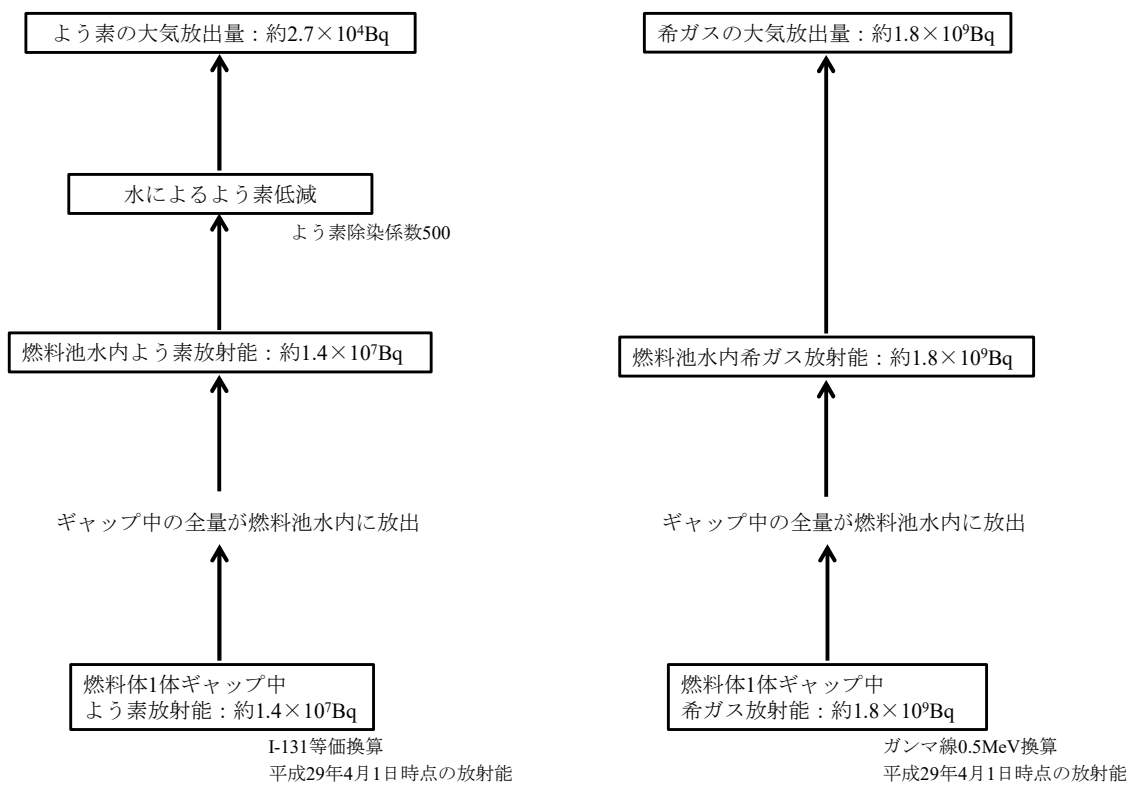 よう素の大気放出量:約2.7×10⁴Bq
水によるよう素低減
よう素除染係数500
燃料池水内よう素放射能:約1.4×10⁷Bq
ギャップ中の全量が燃料池水内に放出
燃料体1体ギャップ中
よう素放射能:約1.4×10⁷Bq
I-131等価換算
平成29年4月1日時点の放射能
希ガスの大気放出量:約1.8×10⁹Bq
燃料池水内希ガス放射能:約1.8×10⁹Bq
ギャップ中の全量が燃料池水内に放出
燃料体1体ギャップ中
希ガス放射能:約1.8×10⁹Bq
ガンマ線0.5MeV換算
平成29年4月1日時点の放射能